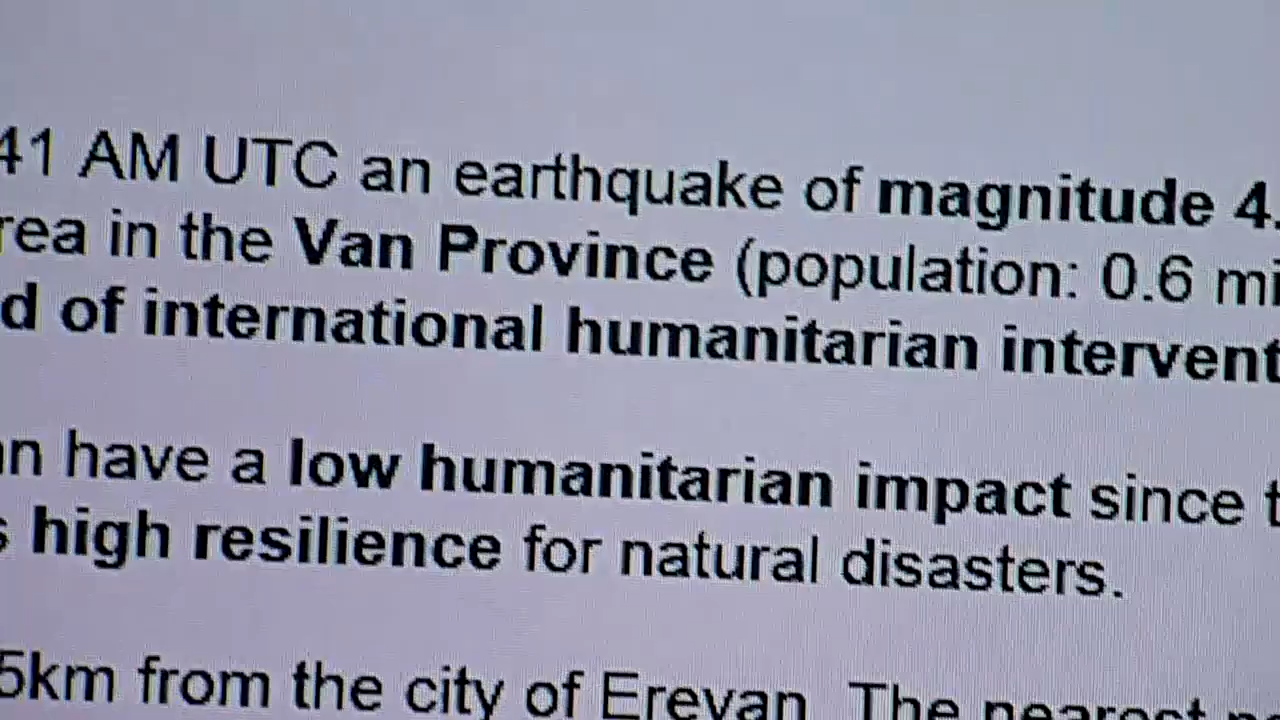 41 AM UTC an earthquake of magnitude 4.
rea in the Van Province (population: 0.6 mi
d of international humanitarian intervent
n have a low humanitarian impact since t
s high resilience for natural disasters.
5km from the city of Erevan. The nearest